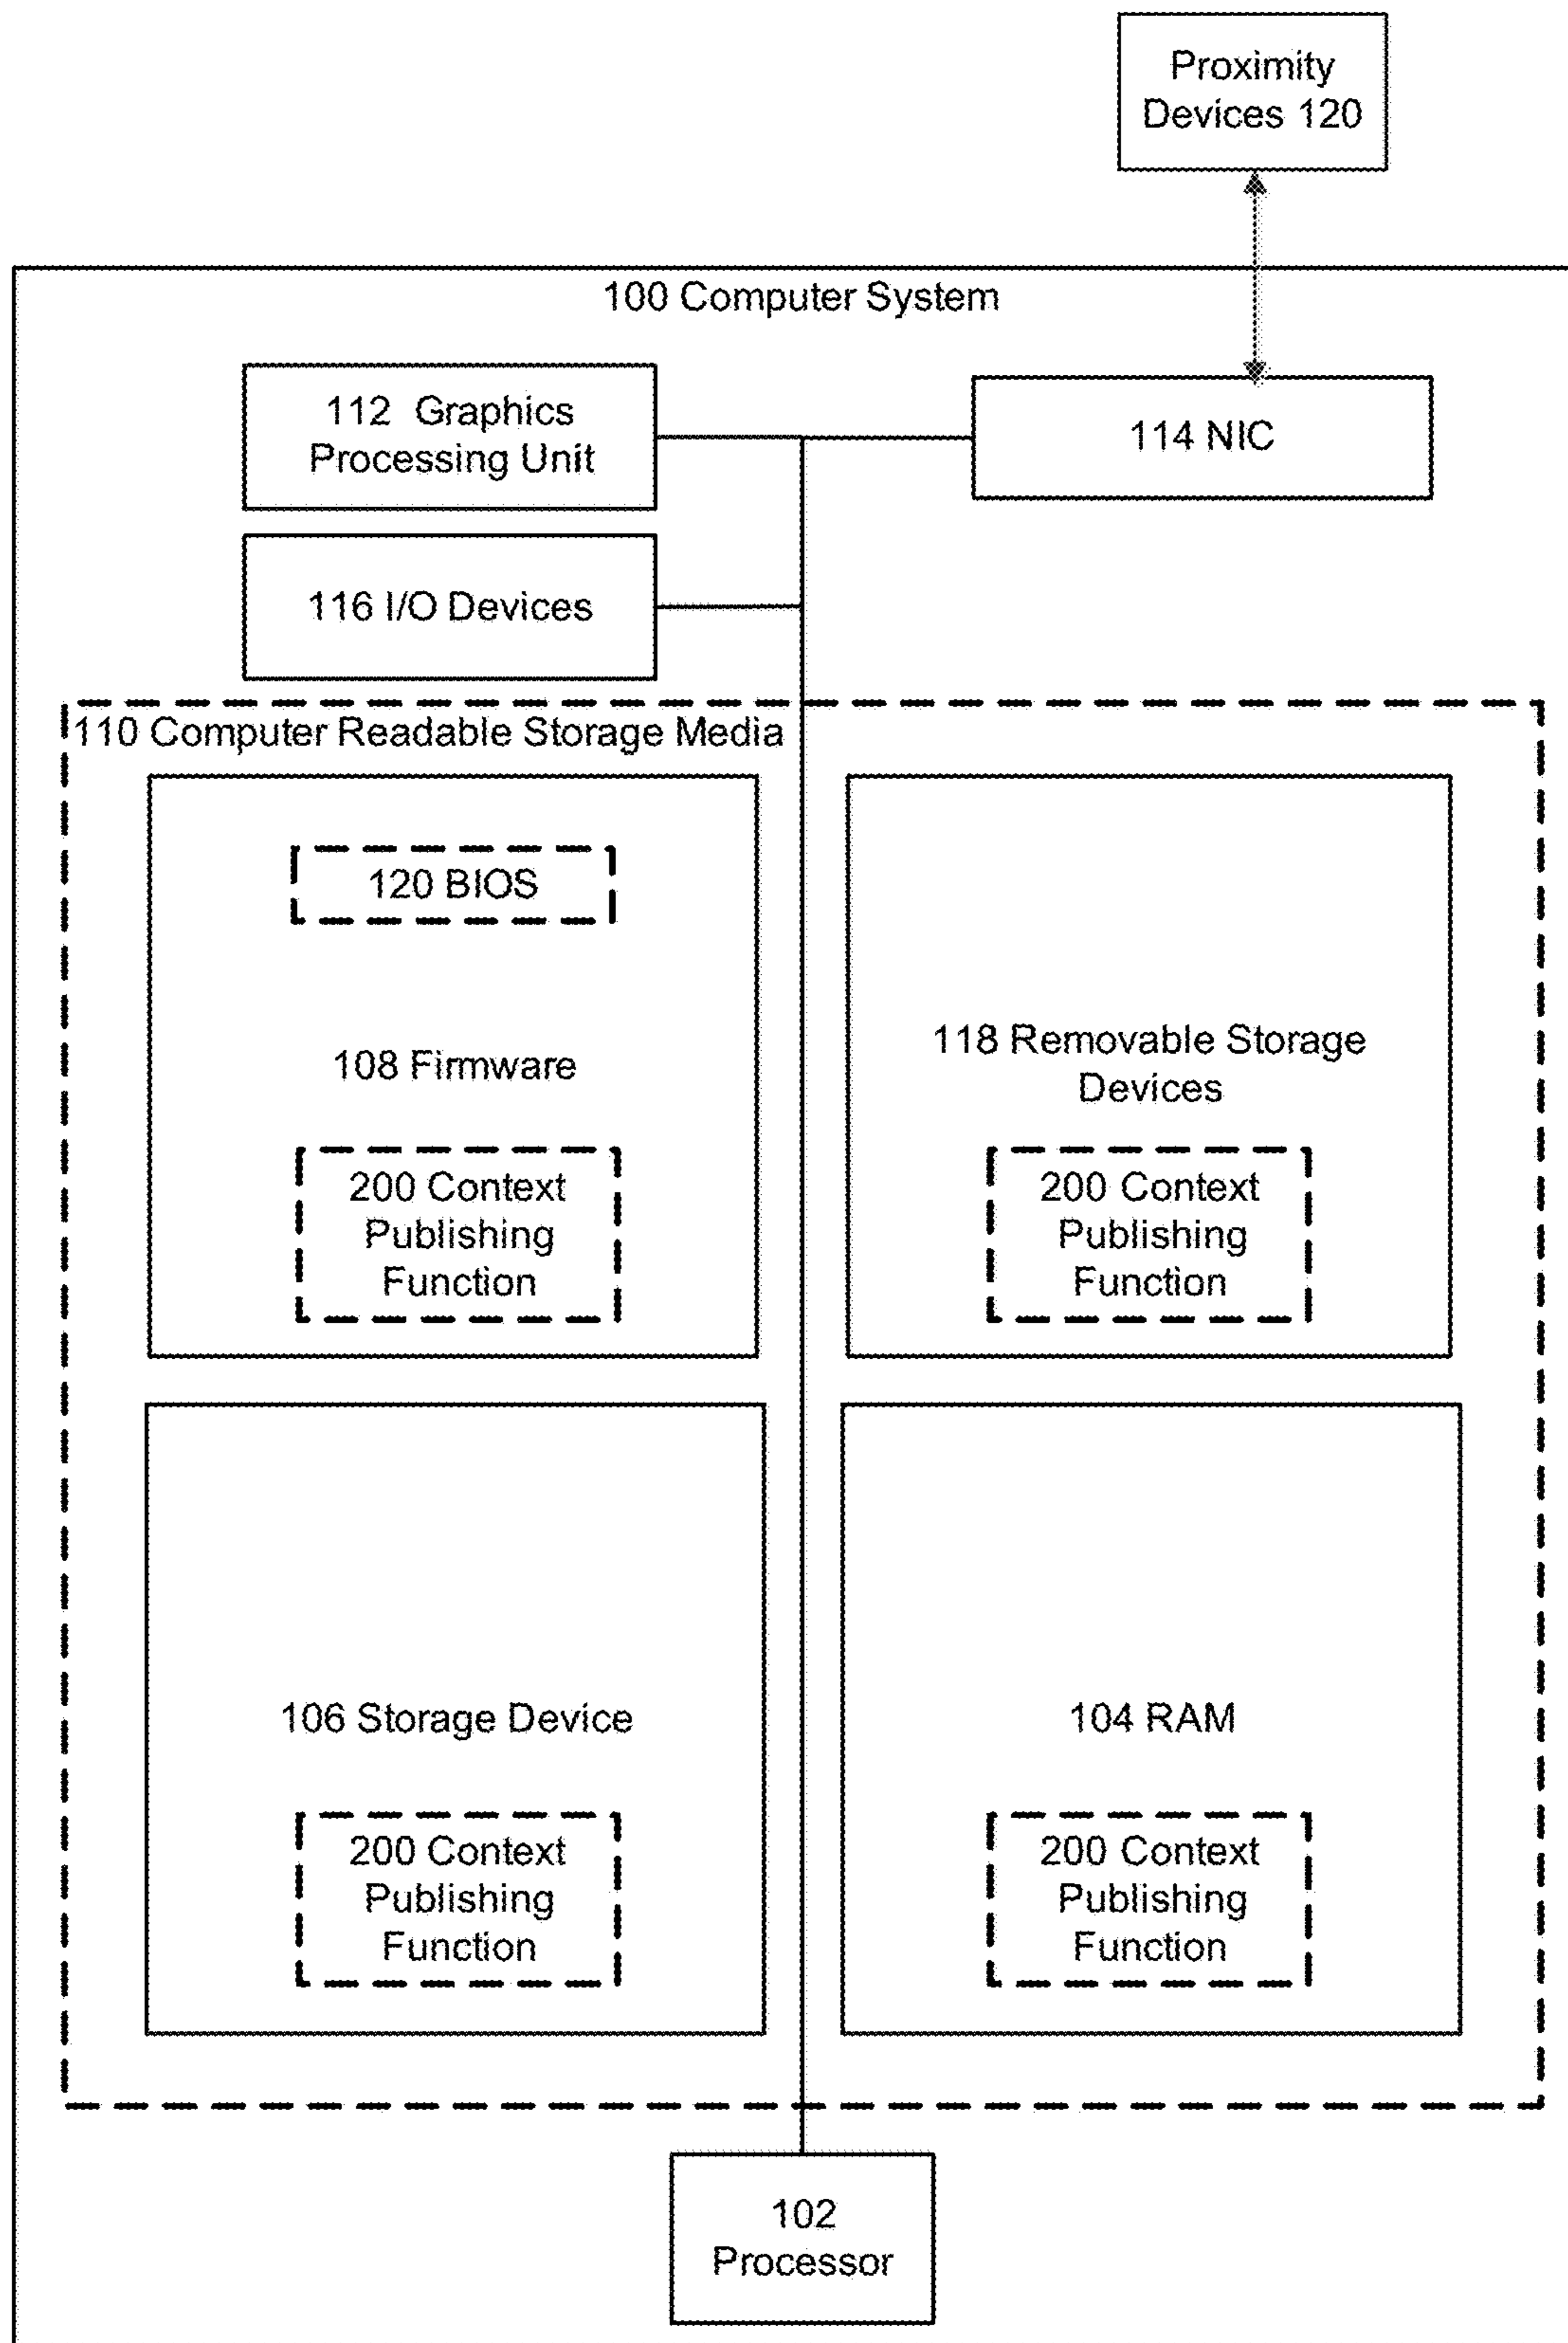 Proximity
Devices 120
100 Computer System
112 Graphics
Processing Unit
114 NIC
116 I/O Devices
110 Computer Readable Storage Media
120 BIOS
108 Firmware
200 Context
Publishing
Function
118 Removable Storage
Devices
200 Context
Publishing
Function
106 Storage Device
200 Context
Publishing
Function
104 RAM
200 Context
Publishing
Function
102
Processor